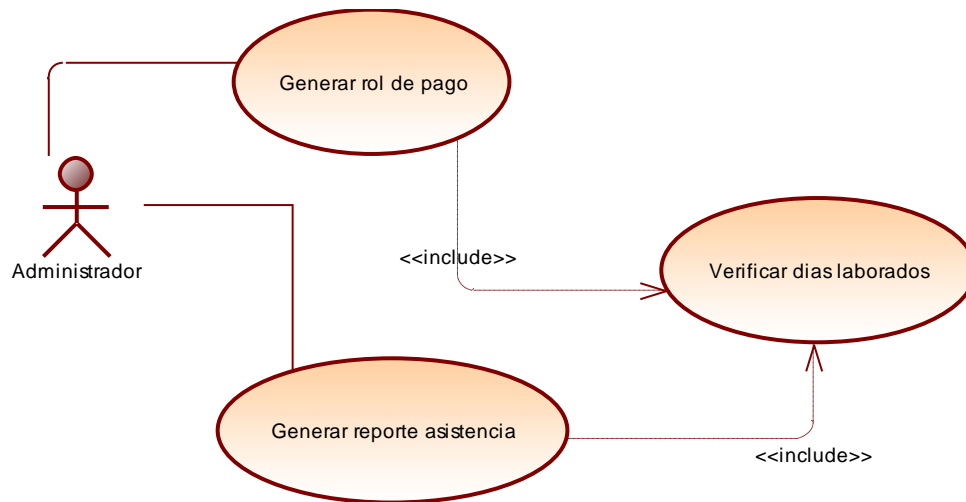 Generar rol de pago
<<include>>
Administrador
Verificar dias laborados
Generar reporte asistencia
<<include>>